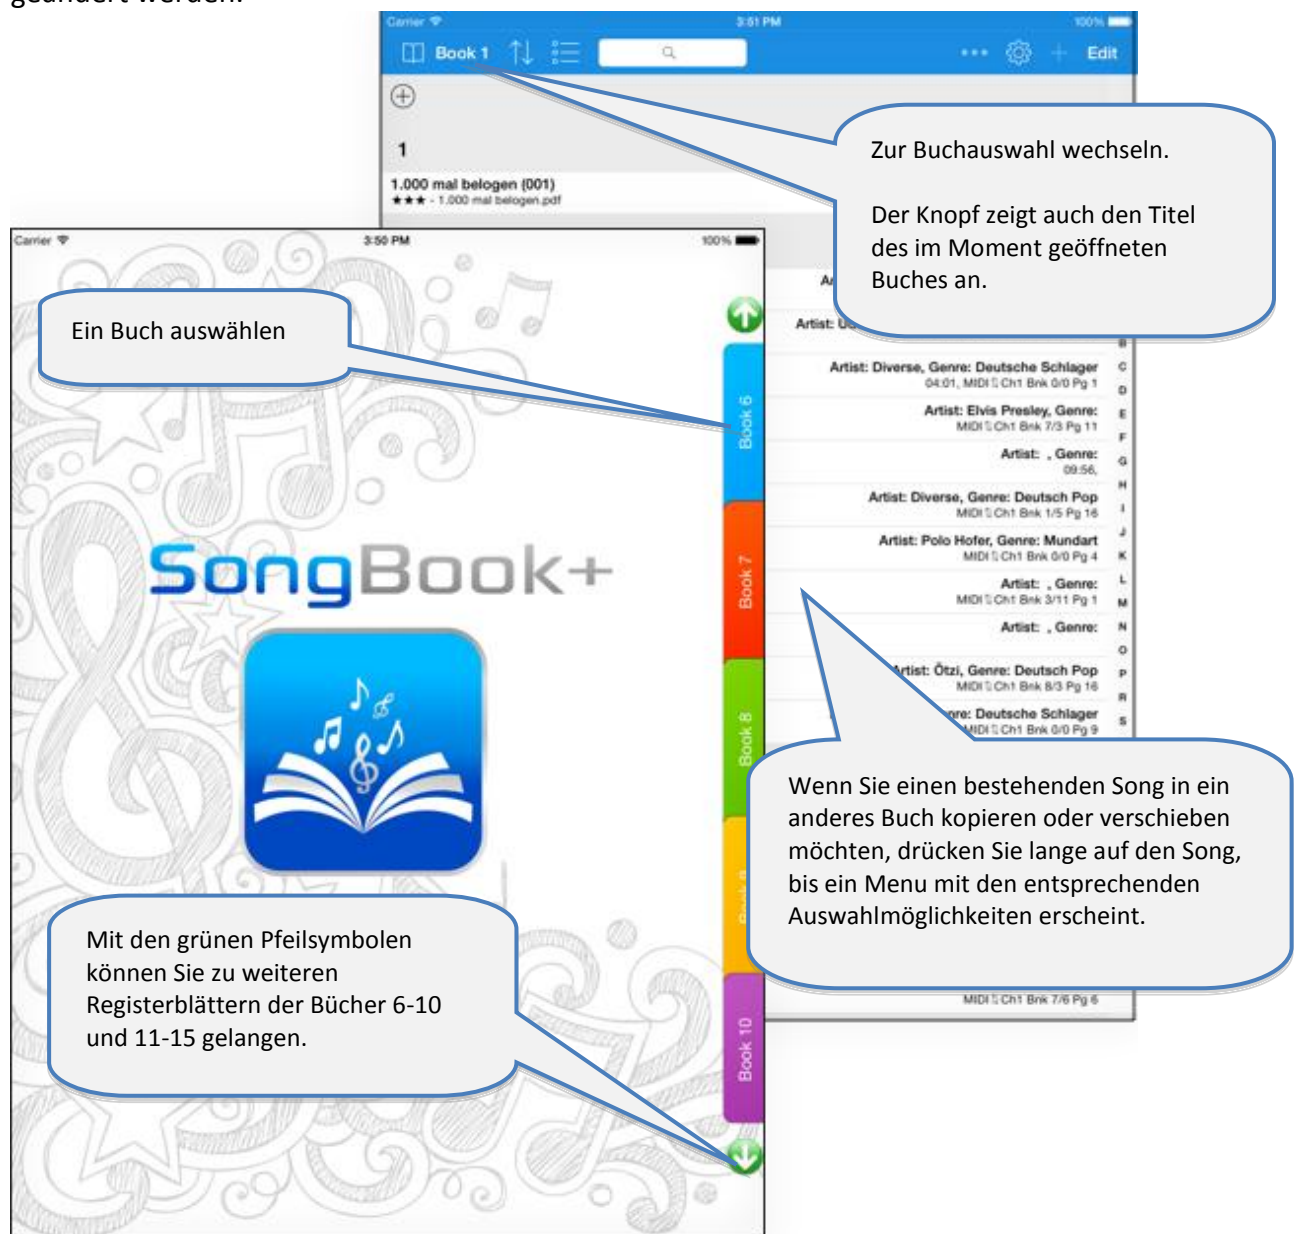 geändert werden.
Carrier 3:51 PM 100%
Book 1 Edit
1
1.000 mal belogen (001)
★★★ - 1.000 mal belogen.pdf
Zur Buchauswahl wechseln.
Der Knopf zeigt auch den Titel
des im Moment geöffneten
Buches an.
Carrier 3:50 PM 100%
Ein Buch auswählen
SongBook+
Book 6
Book 7
Book 8
Book 10
Artist:
B
Artist: Diverse, Genre: Deutsche Schlager
04:01, MIDI Ch1 Bnk 0/0 Pg 1
C
D
Artist: Elvis Presley, Genre:
MIDI Ch1 Bnk 7/3 Pg 11
E
F
Artist: , Genre:
09:56,
G
H
Artist: Diverse, Genre: Deutsch Pop
MIDI Ch1 Bnk 1/5 Pg 16
I
J
Artist: Polo Hofer, Genre: Mundart
MIDI Ch1 Bnk 0/0 Pg 4
K
Artist: , Genre:
MIDI Ch1 Bnk 3/11 Pg 1
L
M
Artist: , Genre:
N
O
Artist: Ötzi, Genre: Deutsch Pop
MIDI Ch1 Bnk 8/3 Pg 16
P
R
Deutsche Schlager
MIDI Ch1 Bnk 0/0 Pg 9
S
Wenn Sie einen bestehenden Song in ein
anderes Buch kopieren oder verschieben
möchten, drücken Sie lange auf den Song,
bis ein Menu mit den entsprechenden
Auswahlmöglichkeiten erscheint.
MIDI Ch1 Bnk 7/6 Pg 6
Mit den grünen Pfeilsymbolen
können Sie zu weiteren
Registerblättern der Bücher 6-10
und 11-15 gelangen.